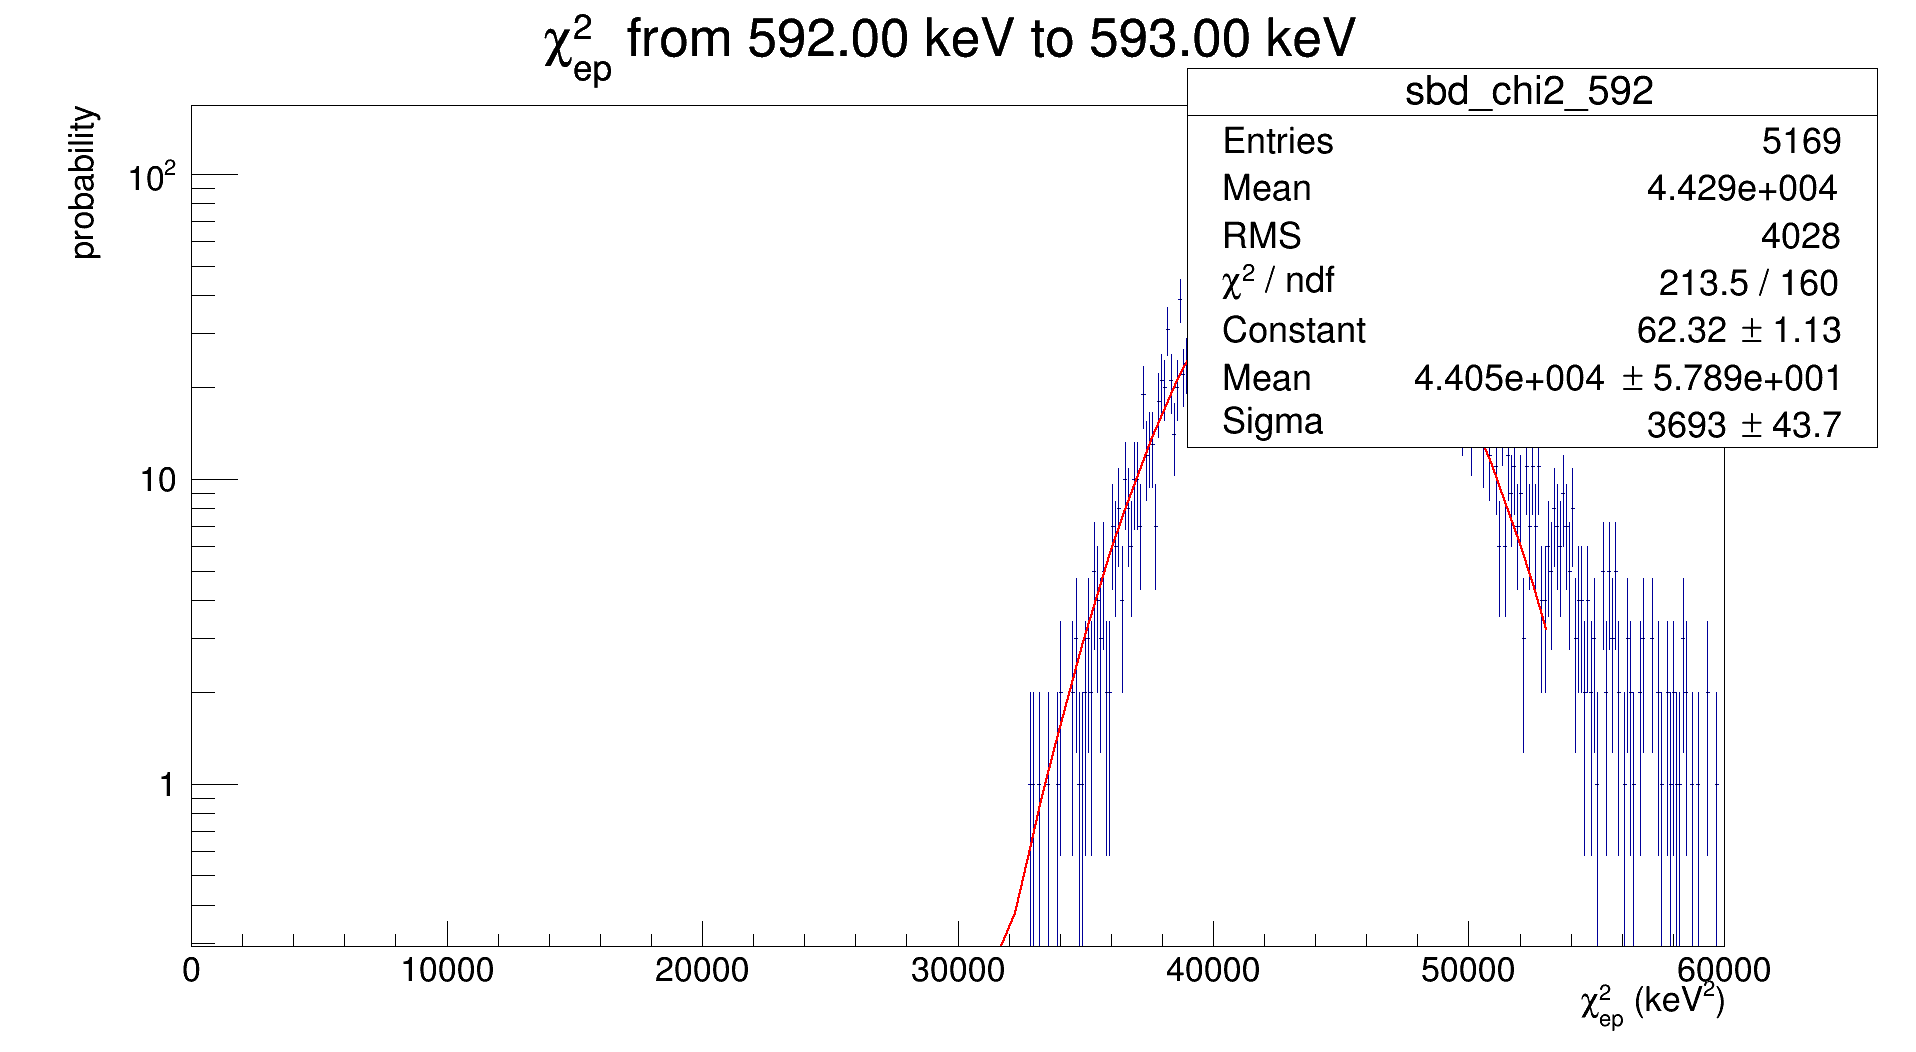 χ²ep from 592.00 keV to 593.00 keV
probability
sbd_chi2_592
Entries 5169
Mean 4.429e+004
RMS 4028
χ² / ndf 213.5 / 160
Constant 62.32 ± 1.13
Mean 4.405e+004 ± 5.789e+001
Sigma 3693 ± 43.7
10²
10
1
0 10000 20000 30000 40000 50000 60000
χ²ep (keV²)